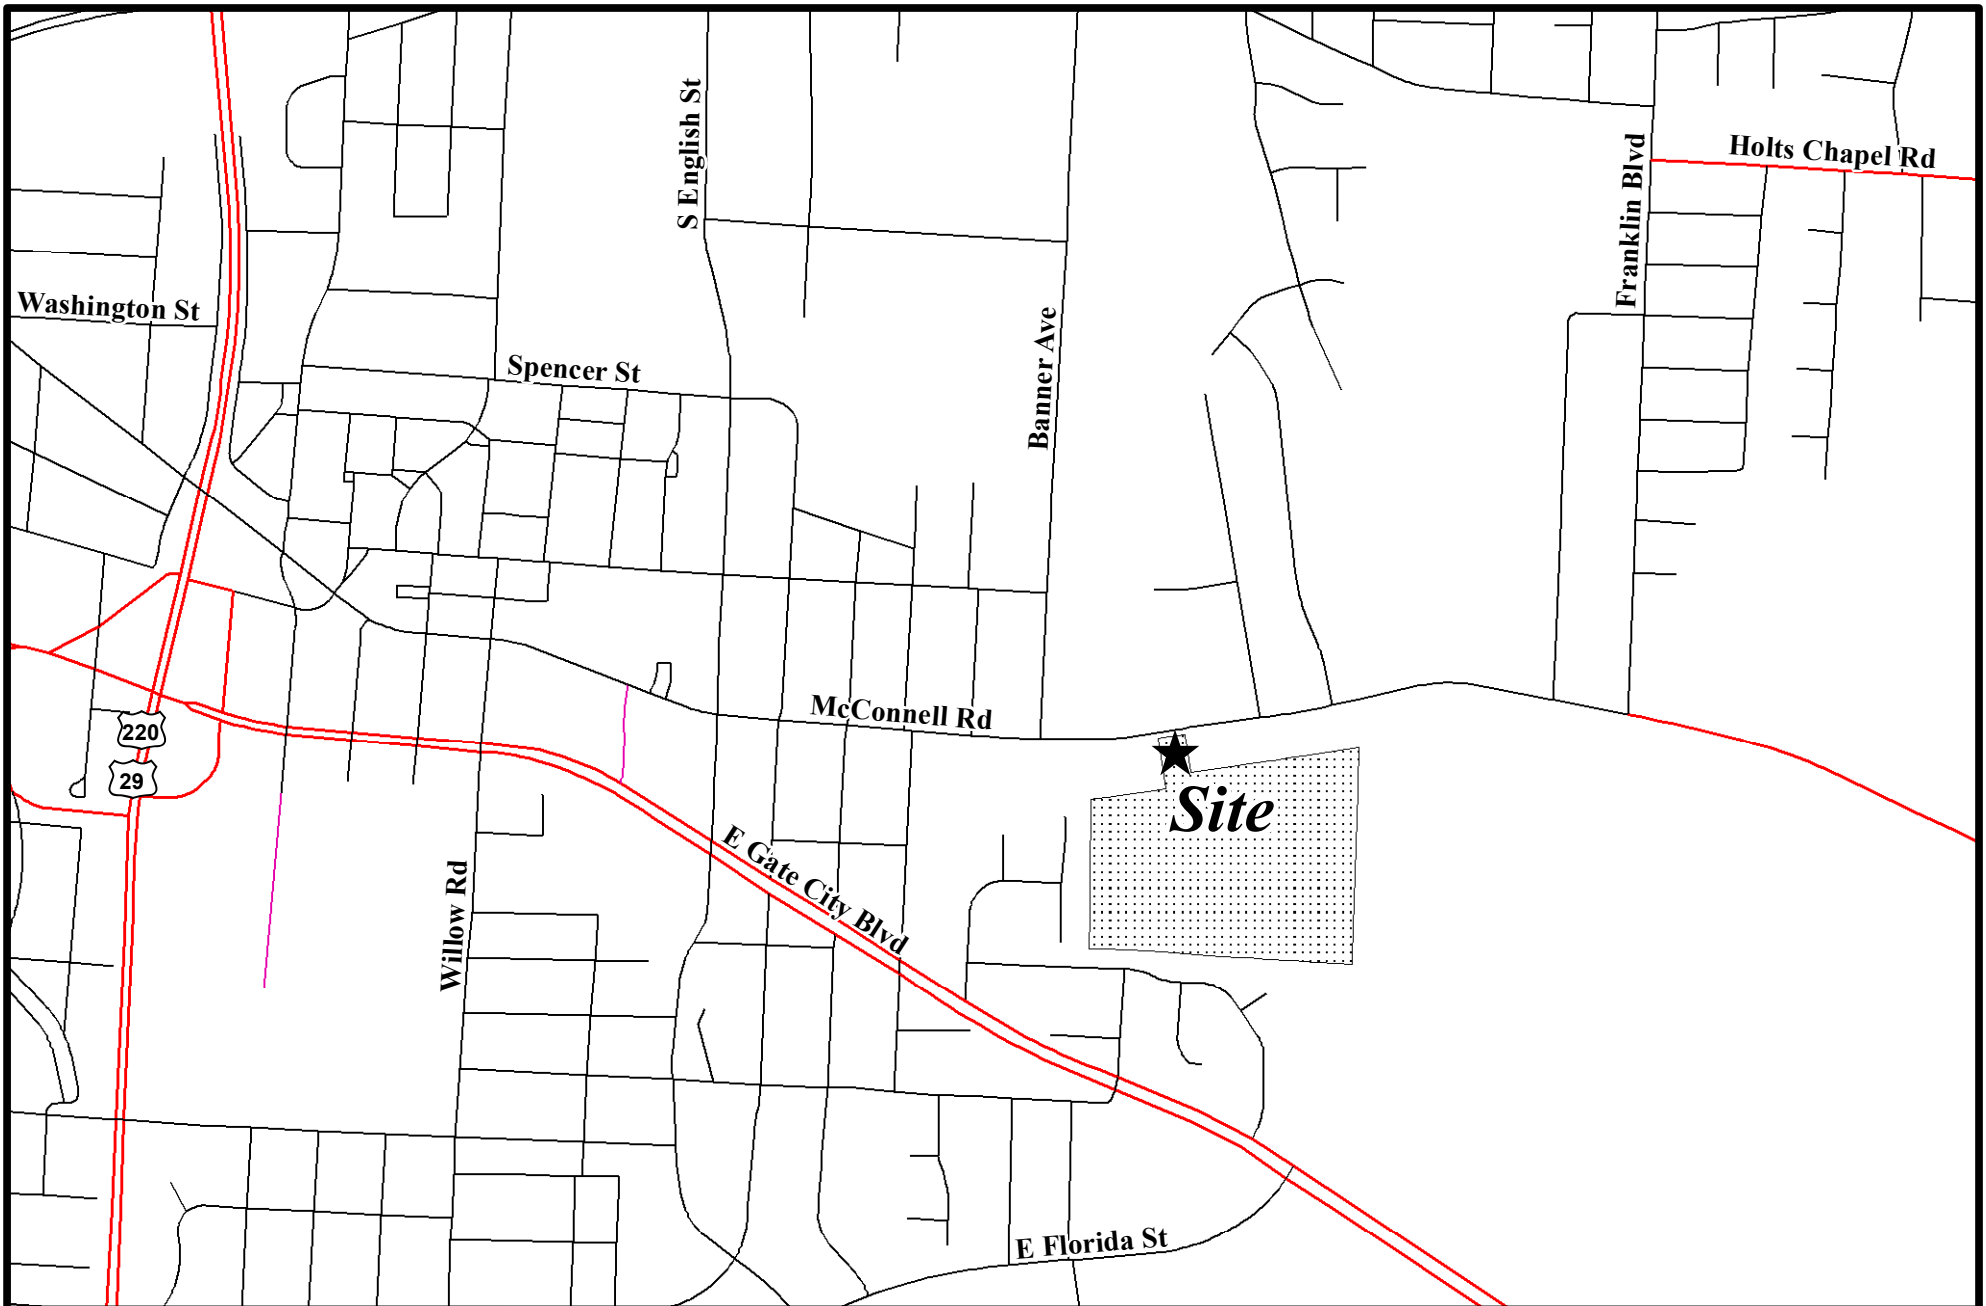 S English St
Holts Chapel Rd
Franklin Blvd
Washington St
Spencer St
Banner Ave
McConnell Rd
220
29
Site
E Gate City Blvd
Willow Rd
E Florida St